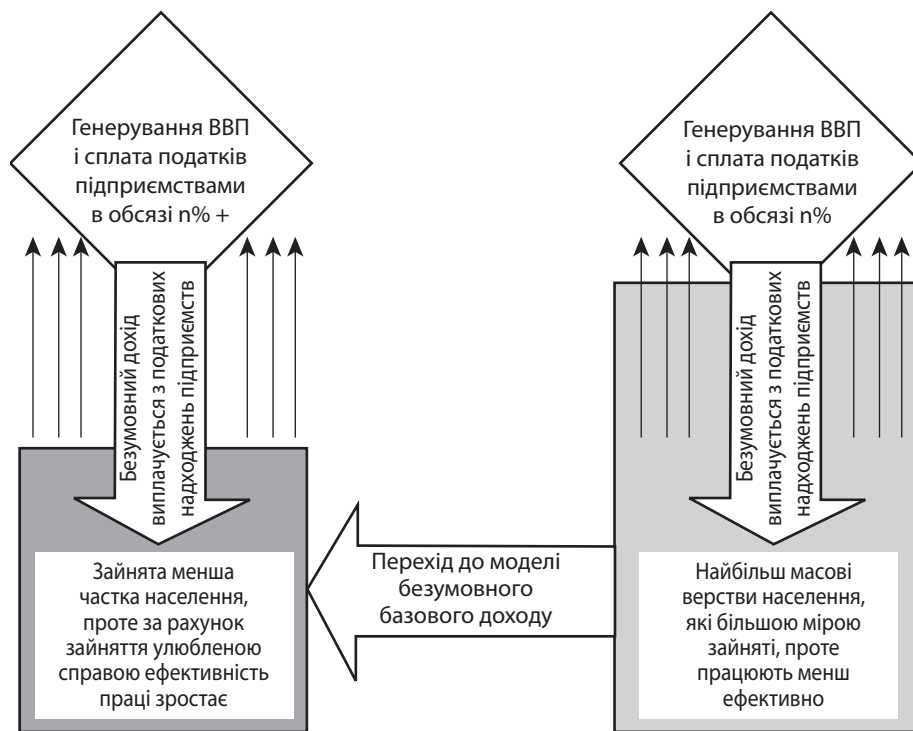 Генерування ВВП
і сплата податків
підприємствами
в обсязі n% +
Безумовний дохід
виплачується з податкових
надходжень підприємств
Зайнята менша
частка населення,
проте за рахунок
зайняття улюбленою
справою ефективність
праці зростає
Перехід до моделі
безумовного
базового доходу
Генерування ВВП
і сплата податків
підприємствами
в обсязі n%
Безумовний дохід
виплачується з податкових
надходжень підприємств
Найбільш масові
верстви населення,
які більшою мірою
зайняті, проте
працюють менш
ефективно